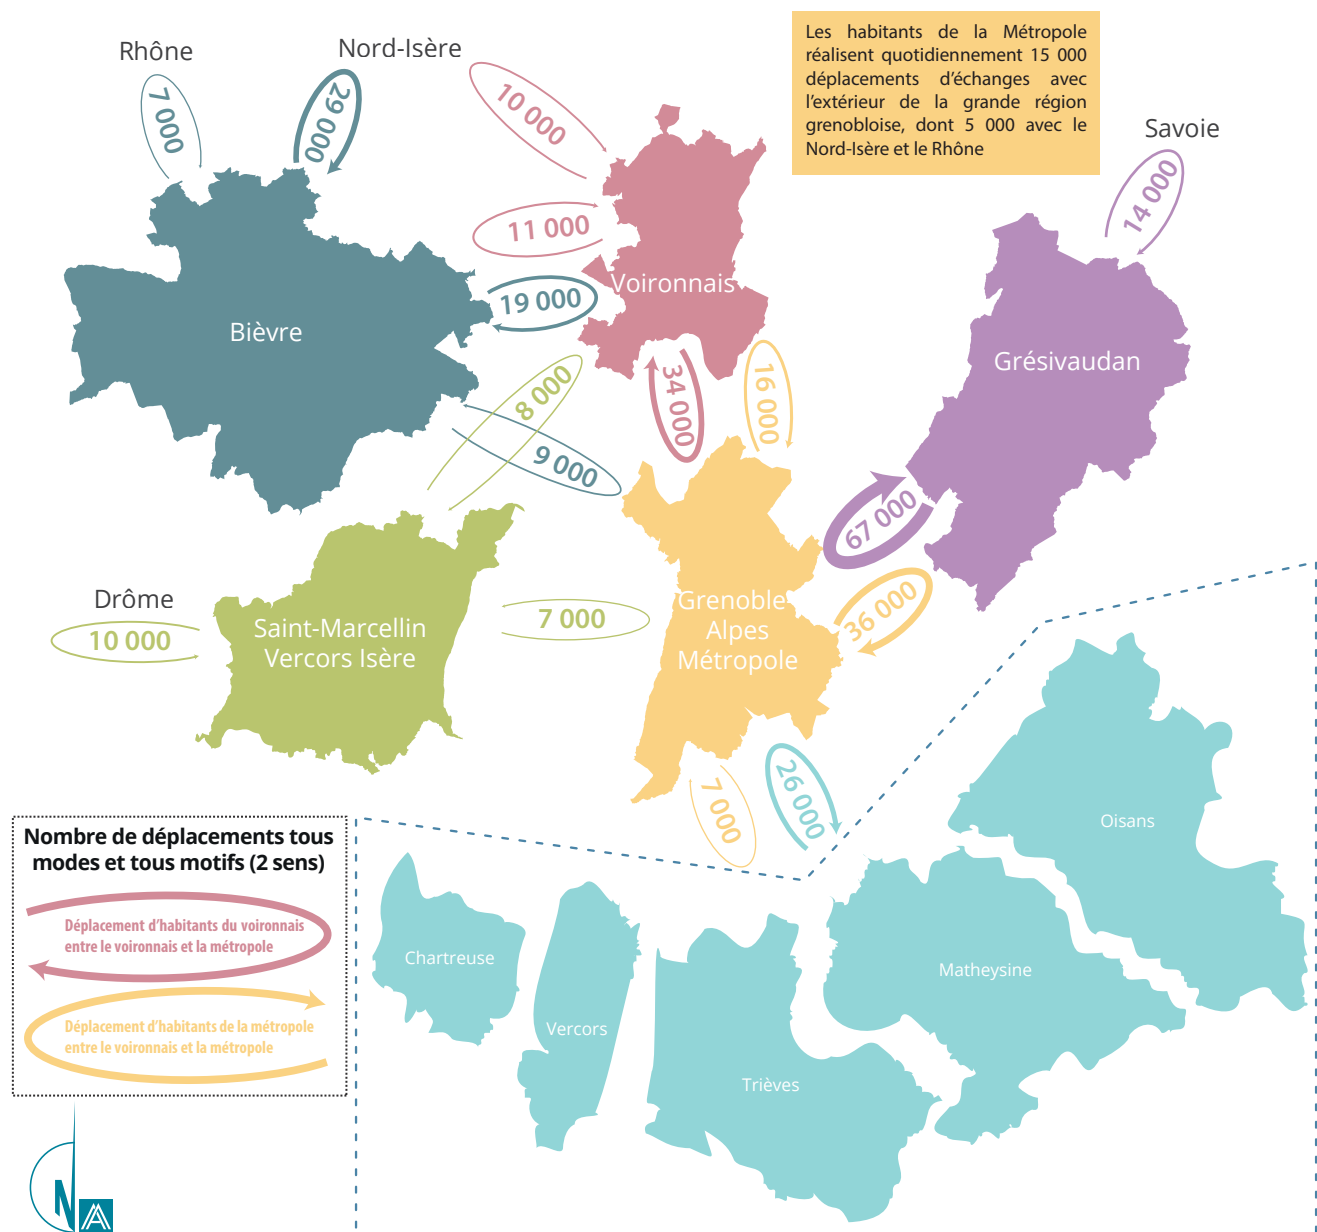 Les habitants de la Métropole
réalisent quotidiennement 15 000
déplacements d'échanges avec
l'extérieur de la grande région
grenobloise, dont 5 000 avec le
Nord-Isère et le Rhône
Rhône
Nord-Isère
Savoie
7 000
29 000
10 000
14 000
11 000
Voironnais
19 000
Bièvre
Grésivaudan
8 000
34 000
16 000
9 000
67 000
Drôme
10 000
Saint-Marcellin
Vercors Isère
7 000
Grenoble
Alpes
Métropole
36 000
7 000
26 000
Nombre de déplacements tous
modes et tous motifs (2 sens)
Déplacement d'habitants du voironnais
entre le voironnais et la métropole
Déplacement d'habitants de la métropole
entre le voironnais et la métropole
Oisans
Chartreuse
Matheysine
Vercors
Trièves
N